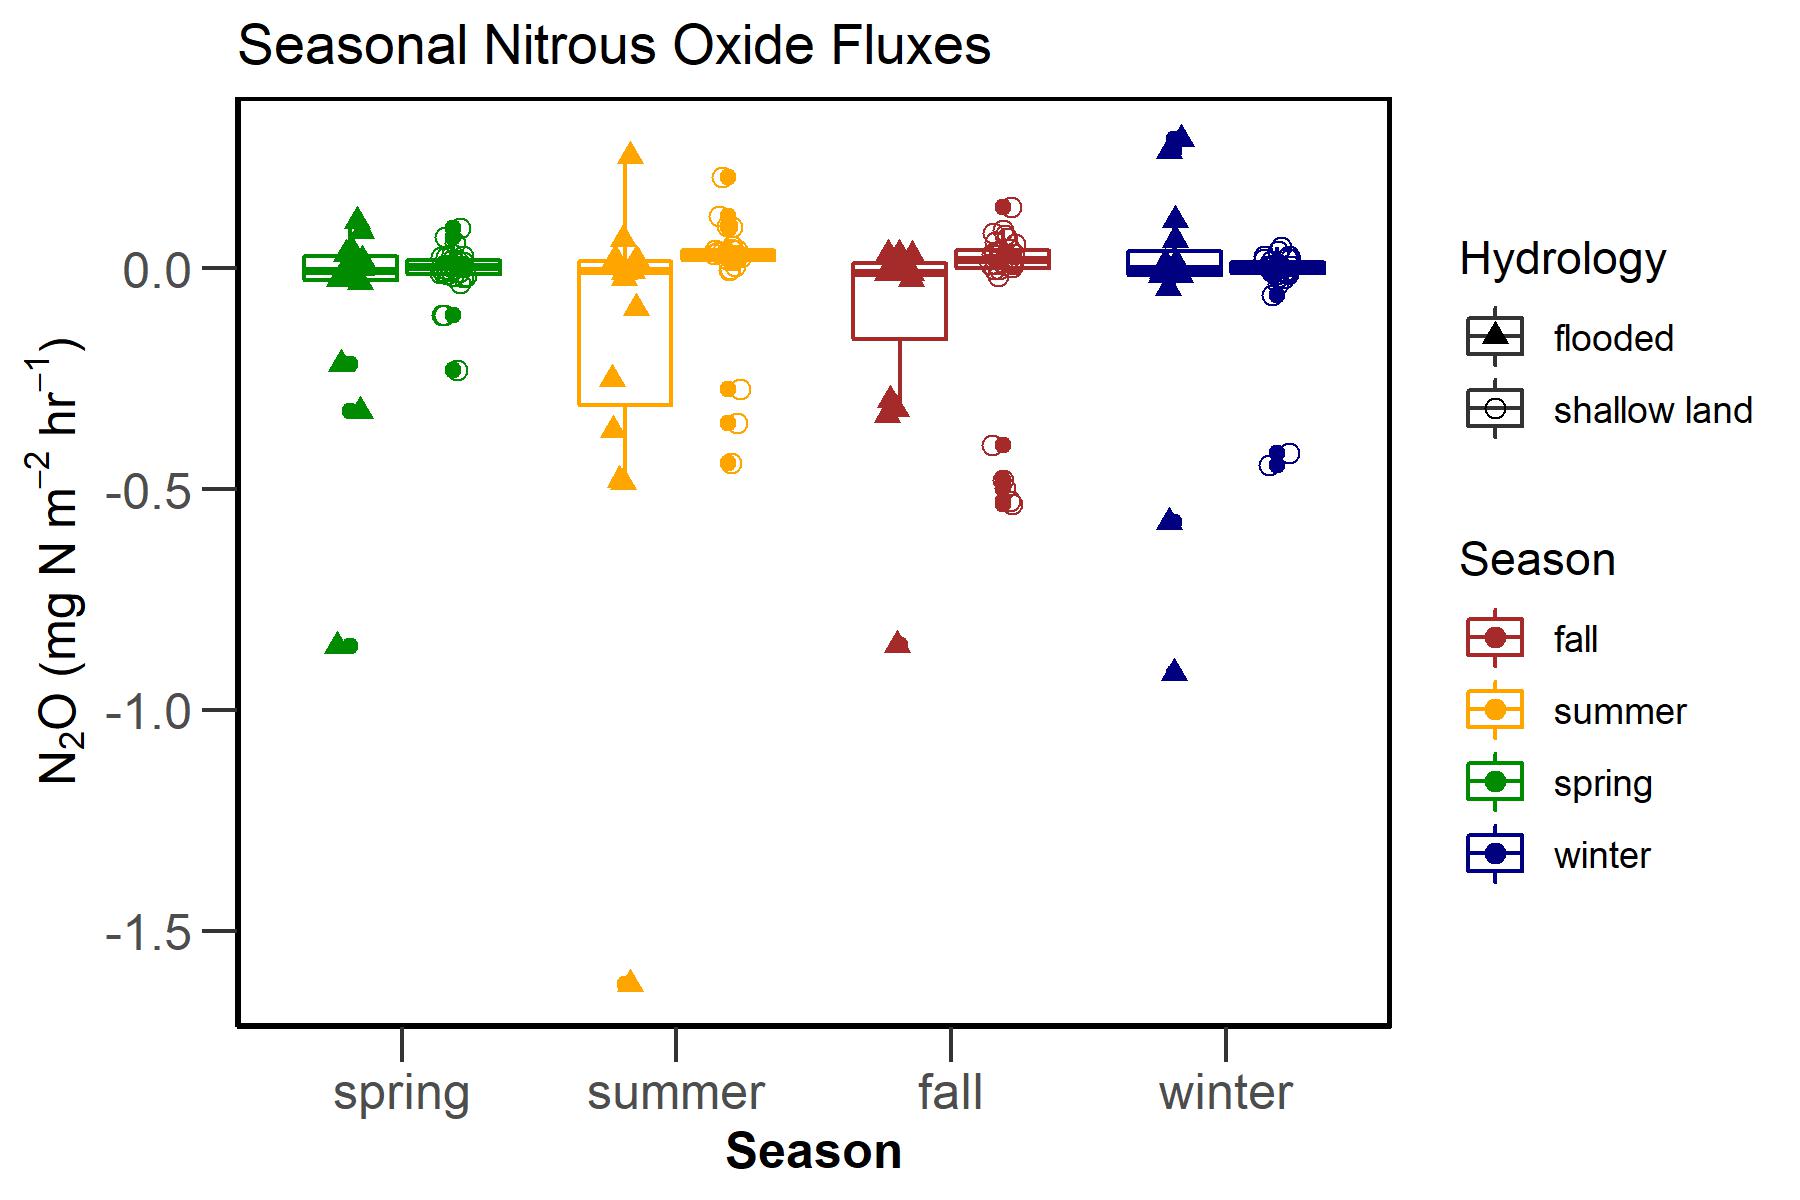 Seasonal Nitrous Oxide Fluxes
N₂O (mg N m⁻² hr⁻¹)
0.0
-0.5
-1.0
-1.5
spring summer fall winter
Season
Hydrology
flooded
shallow land
Season
fall
summer
spring
winter